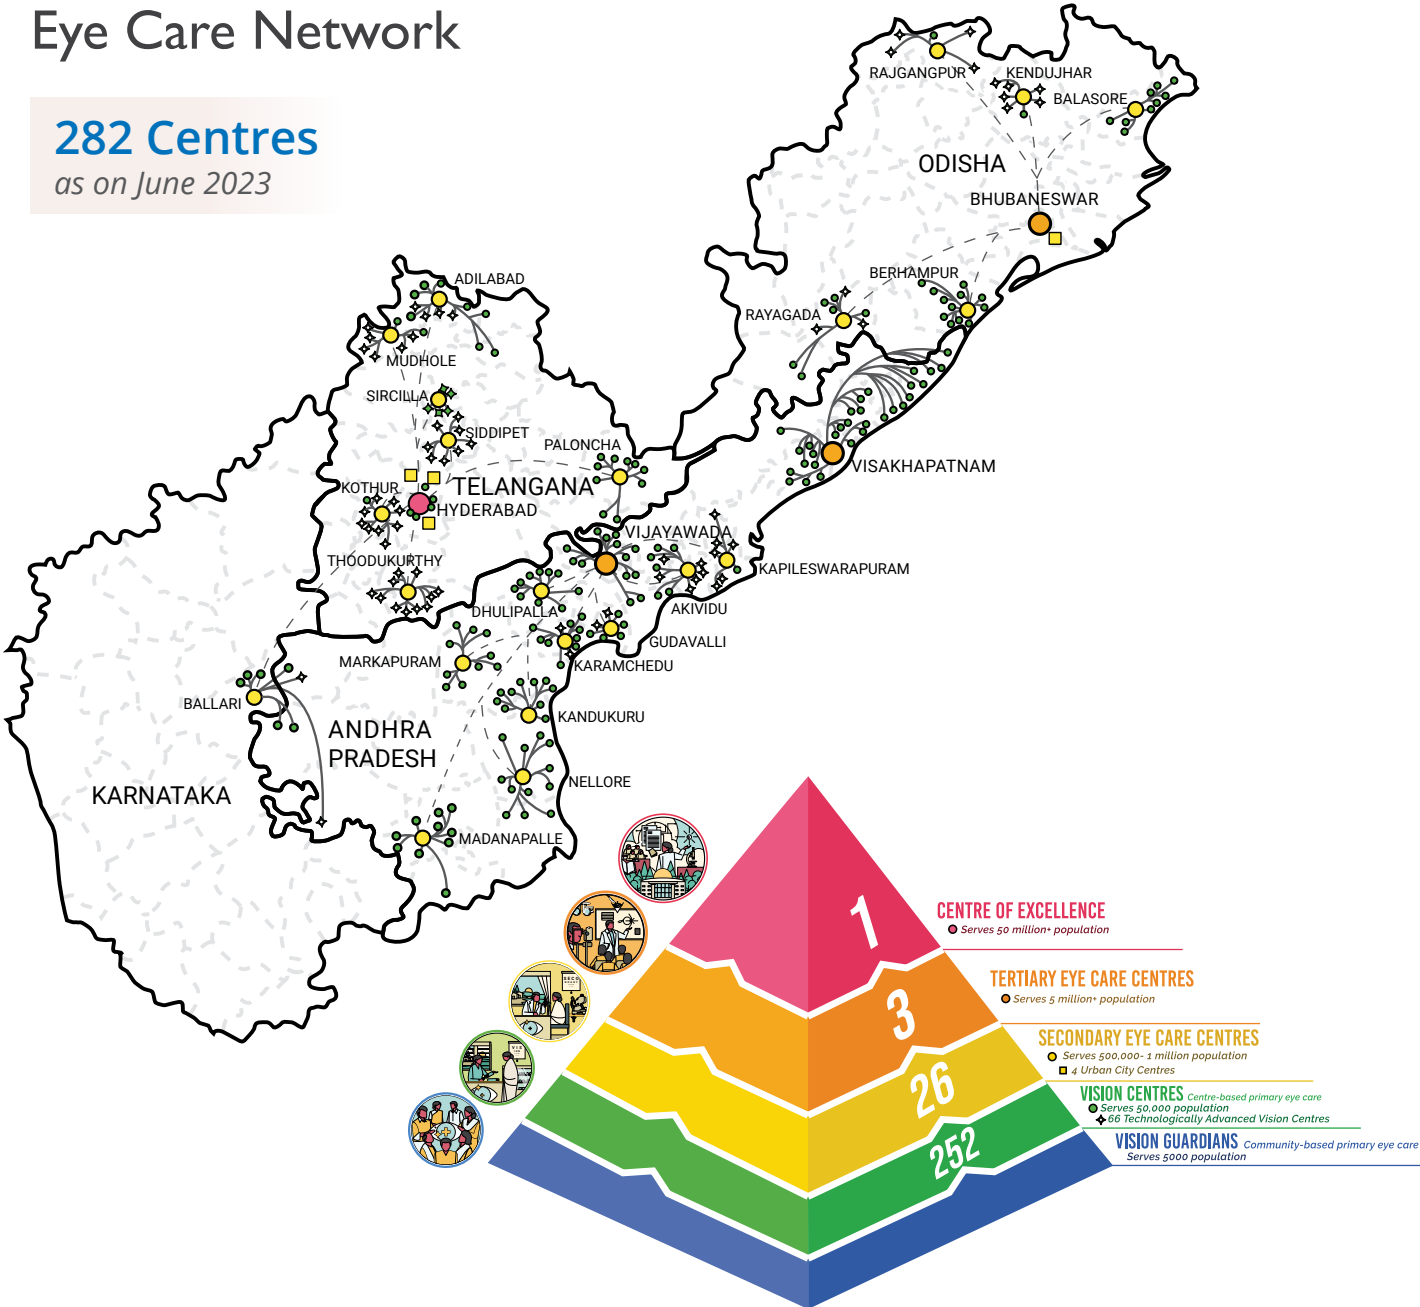 Eye Care Network
282 Centres
as on June 2023
RAJGANGPUR
KENDUJHAR
BALASORE
ODISHA
BHUBANESWAR
BERHAMPUR
RAYAGADA
ADILABAD
MUDHOLE
SIRCILLA
SIDDIPET
PALONCHA
KOTHUR
TELANGANA
HYDERABAD
VISAKHAPATNAM
THOODUKURTHY
VIJAYAWADA
KAPILESWARAPURAM
DHULIPALLA
AKIVIDU
GUDAVALLI
MARKAPURAM
KARAMCHEDU
BALLARI
KANDUKURU
ANDHRA
PRADESH
NELLORE
KARNATAKA
MADANAPALLE
1
CENTRE OF EXCELLENCE
Serves 50 million+ population
3
TERTIARY EYE CARE CENTRES
Serves 5 million+ population
26
SECONDARY EYE CARE CENTRES
Serves 500,000- 1 million population
4 Urban City Centres
252
VISION CENTRES Centre-based primary eye care
Serves 50,000 population
66 Technologically Advanced Vision Centres
VISION GUARDIANS Community-based primary eye care
Serves 5000 population